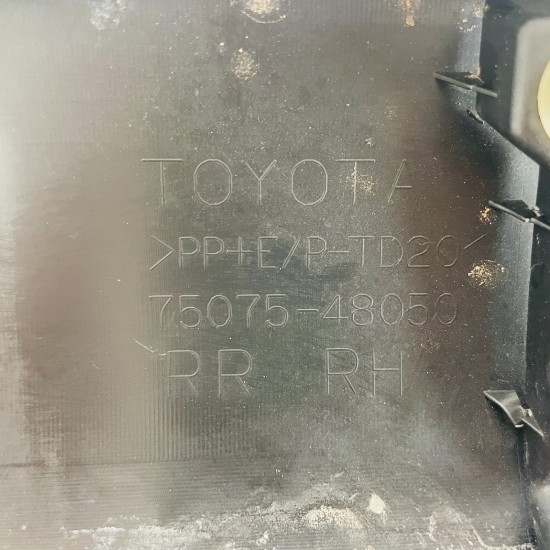 TOYOTA
>PP+E/P-TD20<
75075-48050
RR RH